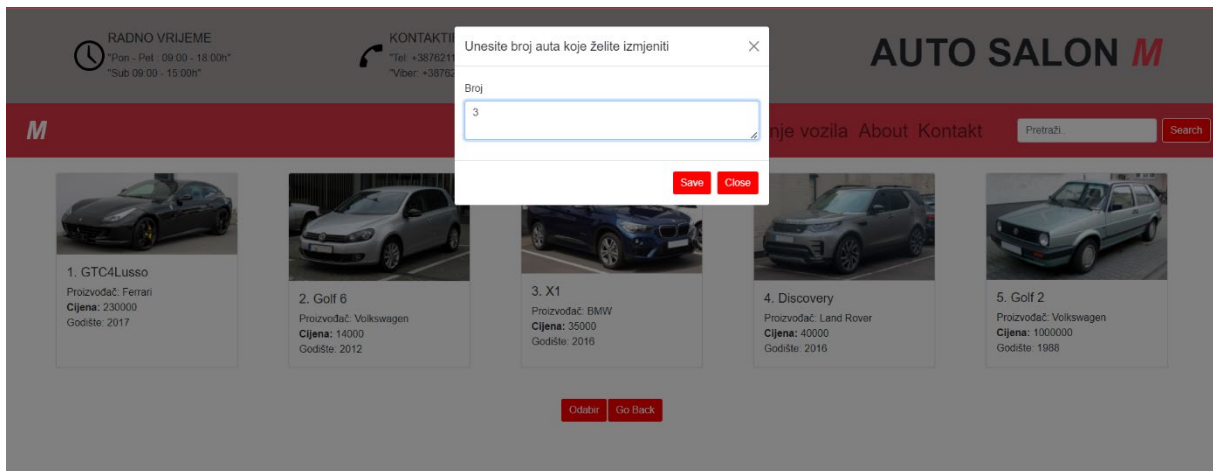 RADNO VRIJEME
"Pon - Pet : 09:00 - 18:00h"
"Sub 09:00 - 15:00h"
"Tel: +3876211
"Viber: +38762
AUTO SALON M
Unesite broj auta koje želite izmjeniti
Broj
3
Save Close
M
vozila About Kontakt
Pretraži..
Search
1. GTC4Lusso
Proizvođač: Ferrari
Cijena: 230000
Godište: 2017
2. Golf 6
Proizvođač: Volkswagen
Cijena: 14000
Godište: 2012
3. X1
Proizvođač: BMW
Cijena: 35000
Godište: 2016
4. Discovery
Proizvođač: Land Rover
Cijena: 40000
Godište: 2016
5. Golf 2
Proizvođač: Volkswagen
Cijena: 1000000
Godište: 1988
Odabir Go Back